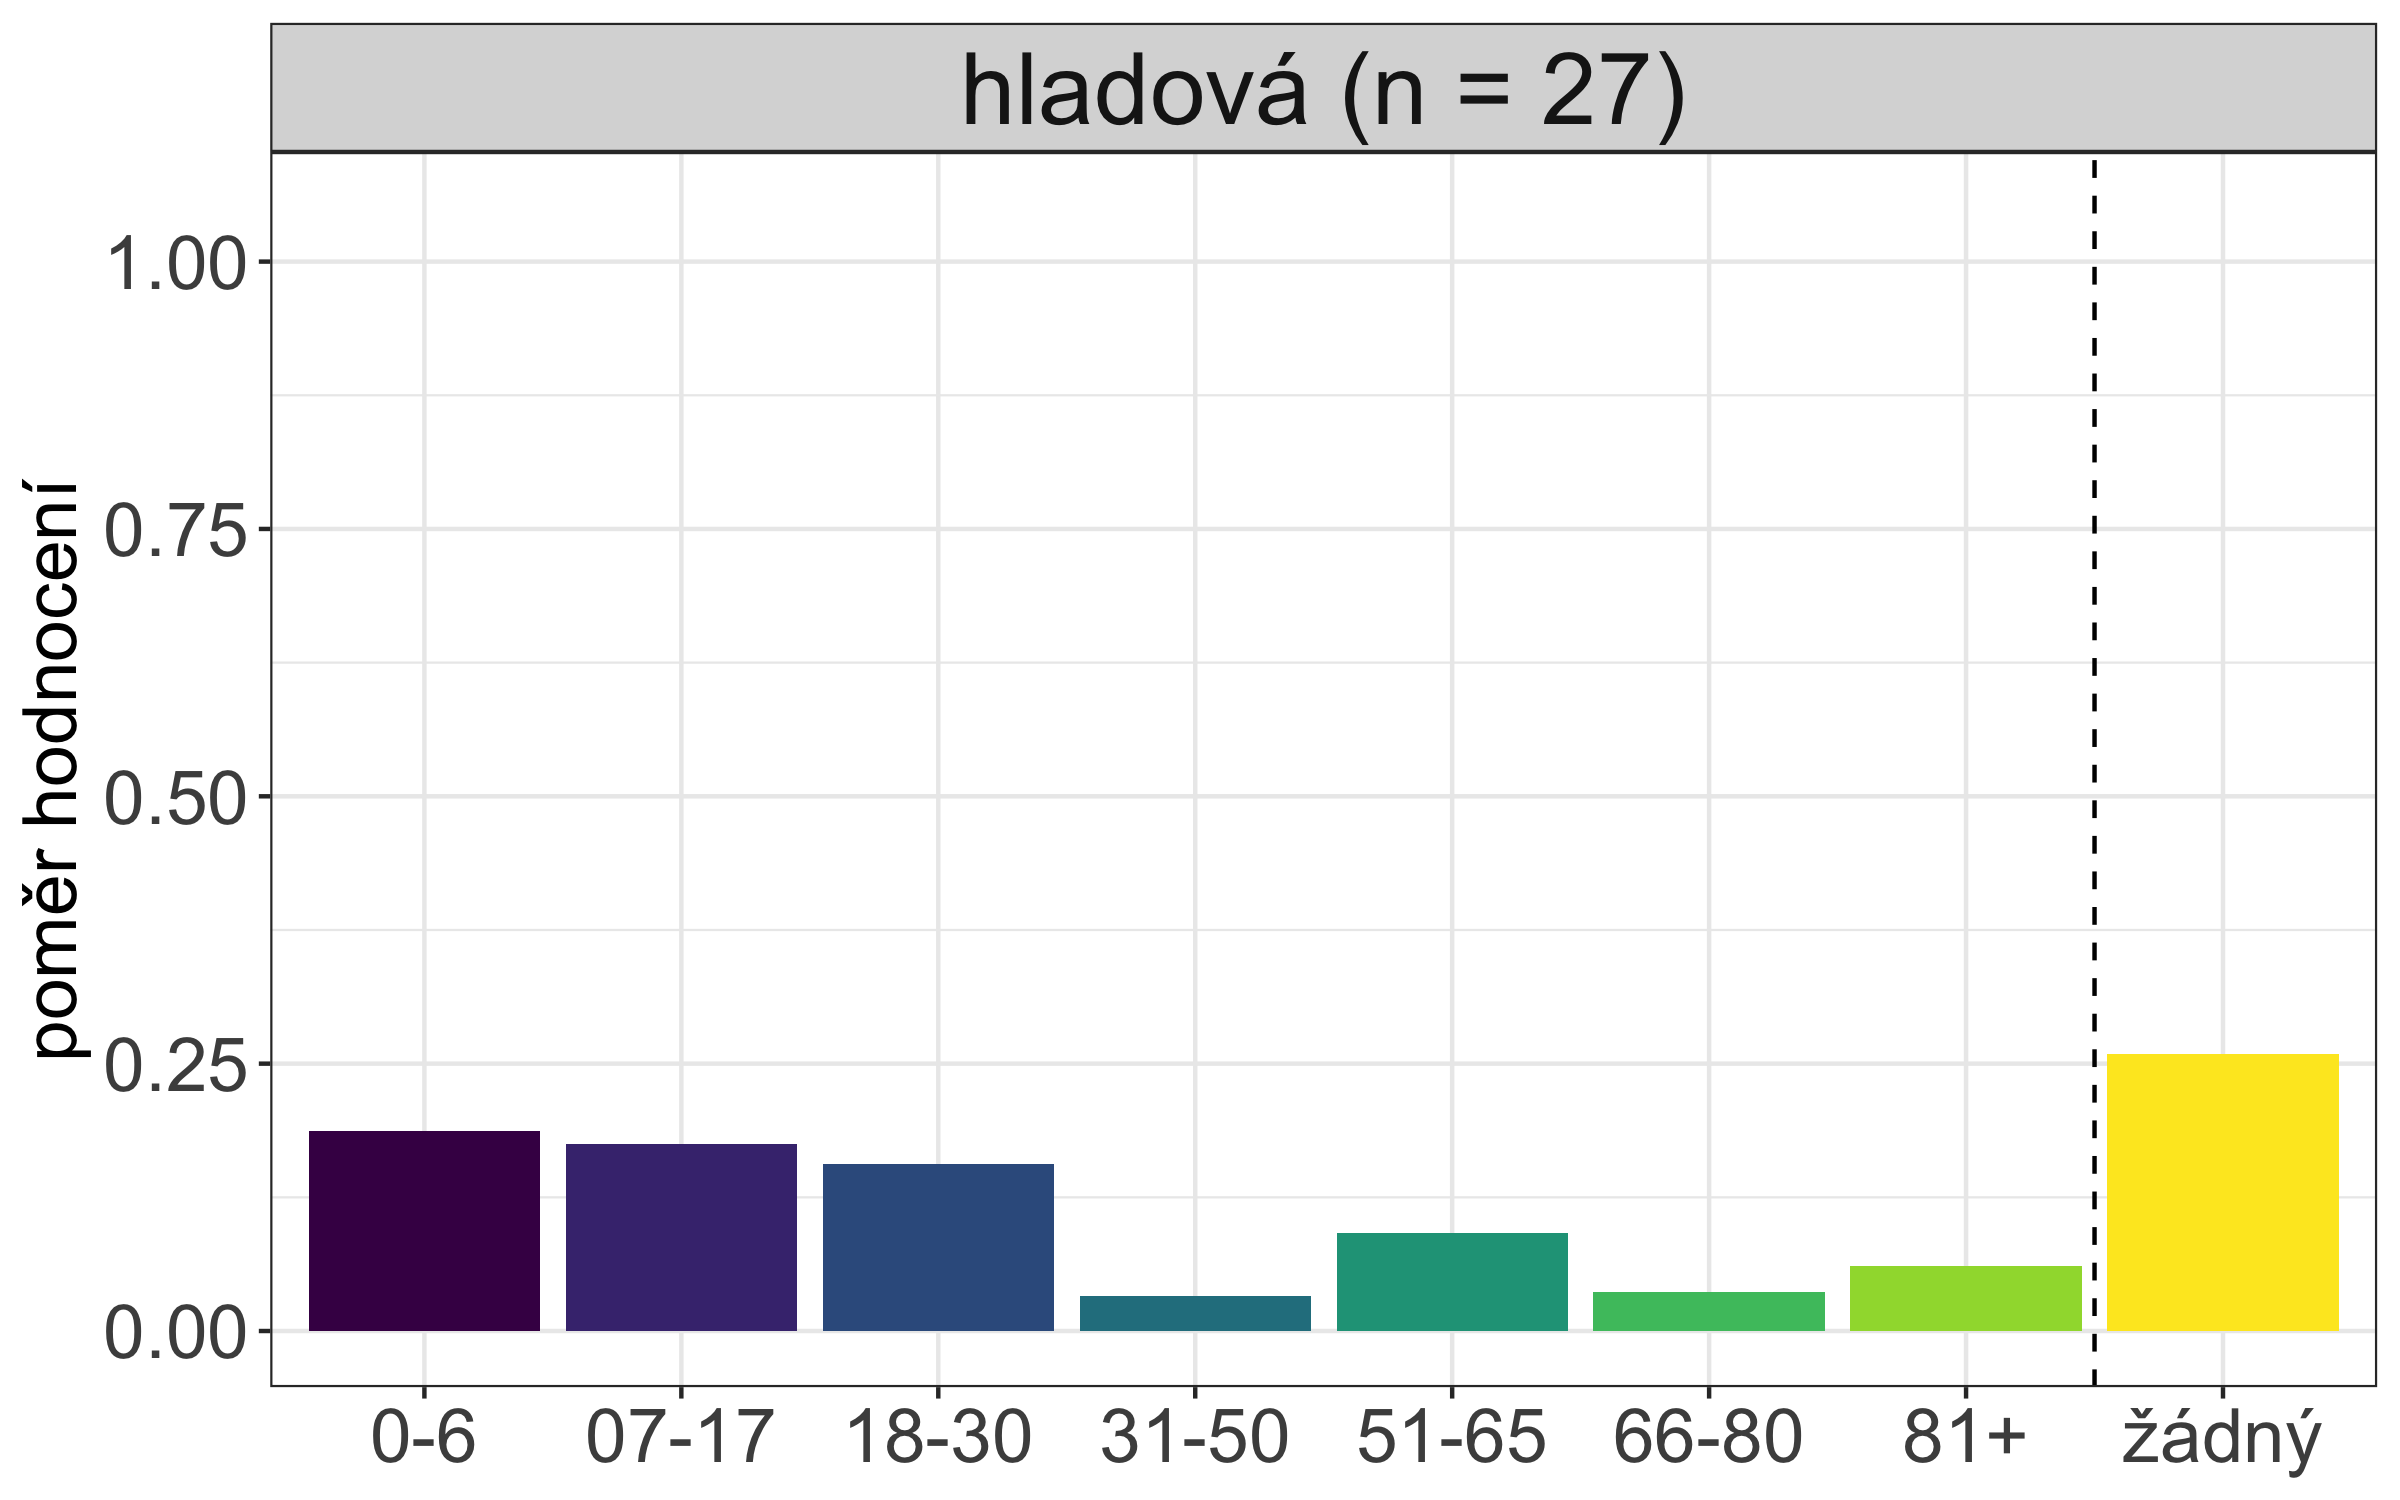 hladová (n = 27)
poměr hodnocení
1.00
0.75
0.50
0.25
0.00
0-6 07-17 18-30 31-50 51-65 66-80 81+ žádný